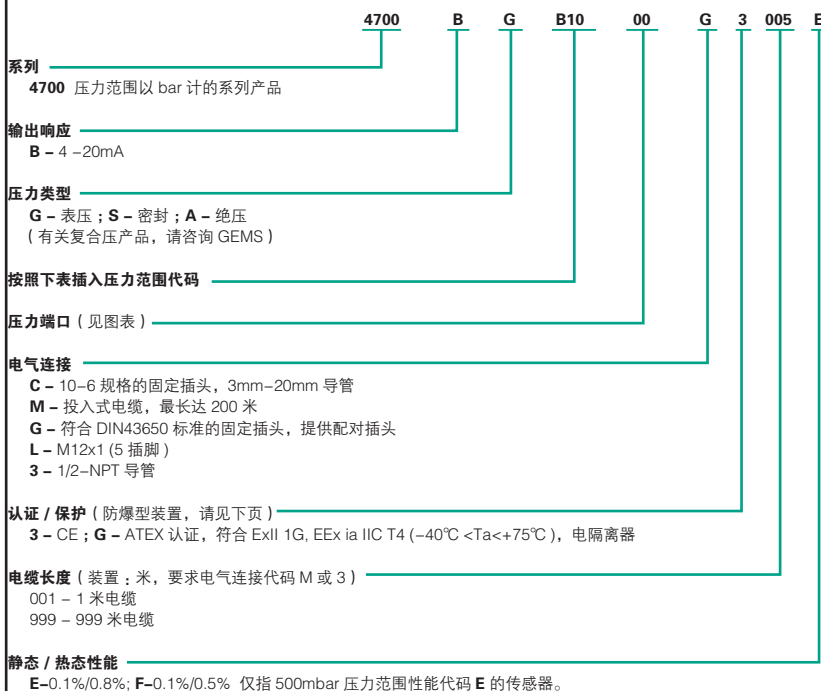 4700 B G B10 00 G 3 005 E
系列
4700 压力范围以 bar 计的系列产品
输出响应
B – 4 –20mA
压力类型
G – 表压 ; S – 密封 ; A – 绝压
( 有关复合压产品，请咨询 GEMS )
按照下表插入压力范围代码
压力端口 ( 见图表 )
电气连接
C – 10–6 规格的固定插头，3mm–20mm 导管
M – 投入式电缆，最长达 200 米
G – 符合 DIN43650 标准的固定插头，提供配对插头
L – M12x1 (5 插脚 )
3 – 1/2–NPT 导管
认证 / 保护 ( 防爆型装置，请见下页 )
3 – CE ; G – ATEX 认证，符合 ExII 1G, EEx ia IIC T4 (–40℃ <Ta<+75℃ )，电隔离器
电缆长度 ( 装置 : 米，要求电气连接代码 M 或 3 )
001 – 1 米电缆
999 – 999 米电缆
静态 / 热态性能
E–0.1%/0.8%; F–0.1%/0.5% 仅指 500mbar 压力范围性能代码 E 的传感器。